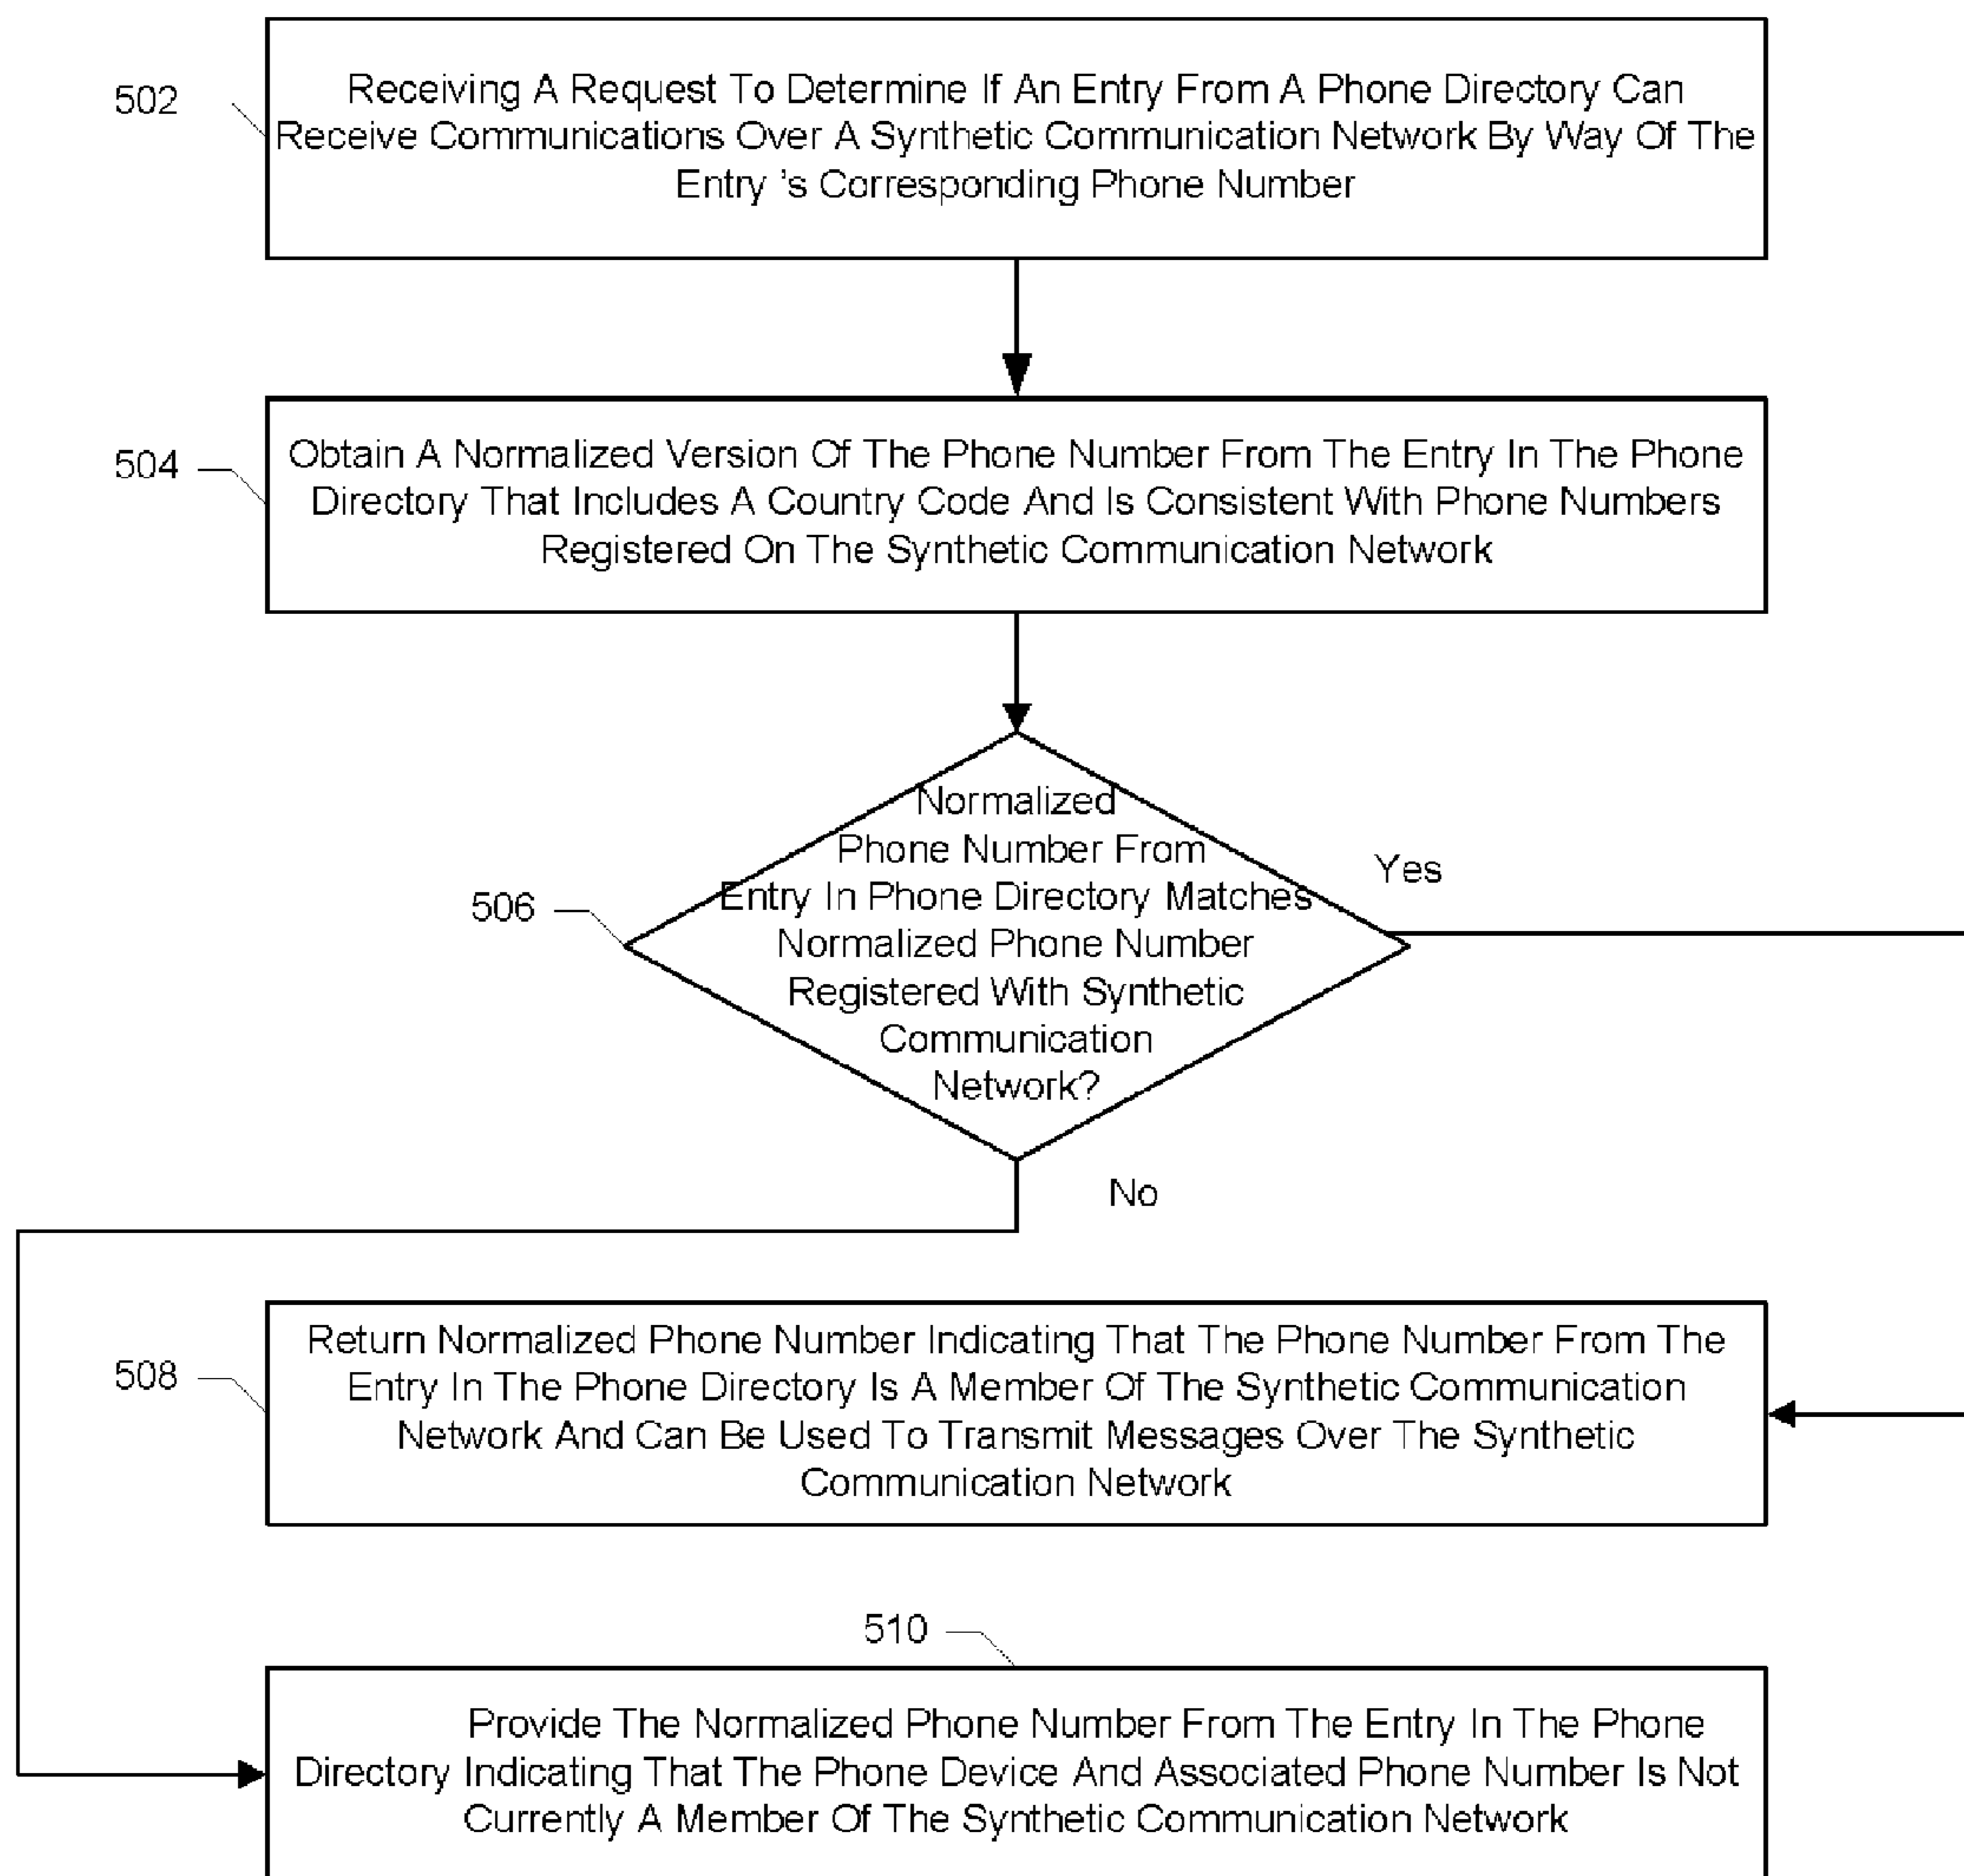 502
Receiving A Request To Determine If An Entry From A Phone Directory Can
Receive Communications Over A Synthetic Communication Network By Way Of The
Entry 's Corresponding Phone Number
504
Obtain A Normalized Version Of The Phone Number From The Entry In The Phone
Directory That Includes A Country Code And Is Consistent With Phone Numbers
Registered On The Synthetic Communication Network
506
Normalized
Phone Number From
Entry In Phone Directory Matches
Normalized Phone Number
Registered With Synthetic
Communication
Network?
Yes
No
508
Return Normalized Phone Number Indicating That The Phone Number From The
Entry In The Phone Directory Is A Member Of The Synthetic Communication
Network And Can Be Used To Transmit Messages Over The Synthetic
Communication Network
510
Provide The Normalized Phone Number From The Entry In The Phone
Directory Indicating That The Phone Device And Associated Phone Number Is Not
Currently A Member Of The Synthetic Communication Network